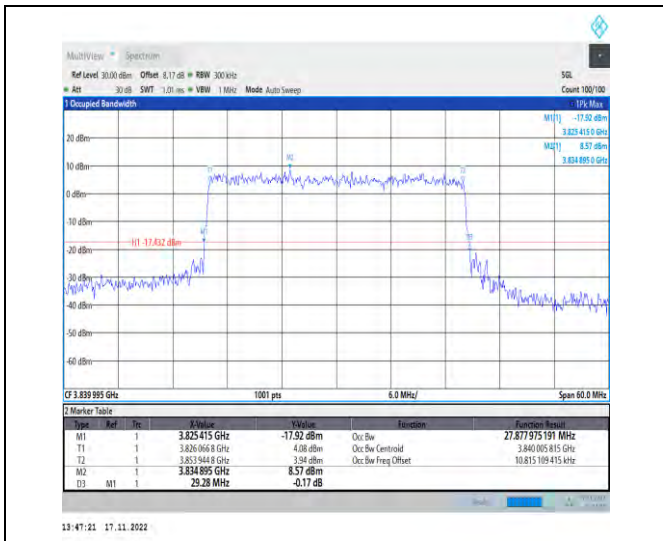 MultiView Spectrum
Ref Level 30.00 dBm Offset 8.17 dB RBW 300 kHz SGL
Att 30 dB SWT 1.01 ms VBW 1 MHz Mode Auto Sweep Count 100/100
1 Occupied Bandwidth 1Pk Max
M1[1] -17.92 dBm
3.825 415 0 GHz
M2[1] 8.57 dBm
3.834 895 0 GHz
20 dBm
M2
10 dBm
0 dBm
-10 dBm
M1
H1 -17.432 dBm
-20 dBm
-30 dBm
-40 dBm
-50 dBm
-60 dBm
CF 3.839 995 GHz 1001 pts 6.0 MHz/ Span 60.0 MHz
2 Marker Table
Type Ref Trc X-Value Y-Value Function Function Result
M1 1 3.825 415 GHz -17.92 dBm Occ Bw 27.877 975 191 MHz
T1 1 3.826 066 8 GHz 4.08 dBm Occ Bw Centroid 3.840 005 815 GHz
T2 1 3.853 944 8 GHz 3.94 dBm Occ Bw Freq Offset 10.815 109 415 kHz
M2 1 3.834 895 GHz 8.57 dBm
D3 M1 1 29.28 MHz -0.17 dB
13:47:21 17.11.2022